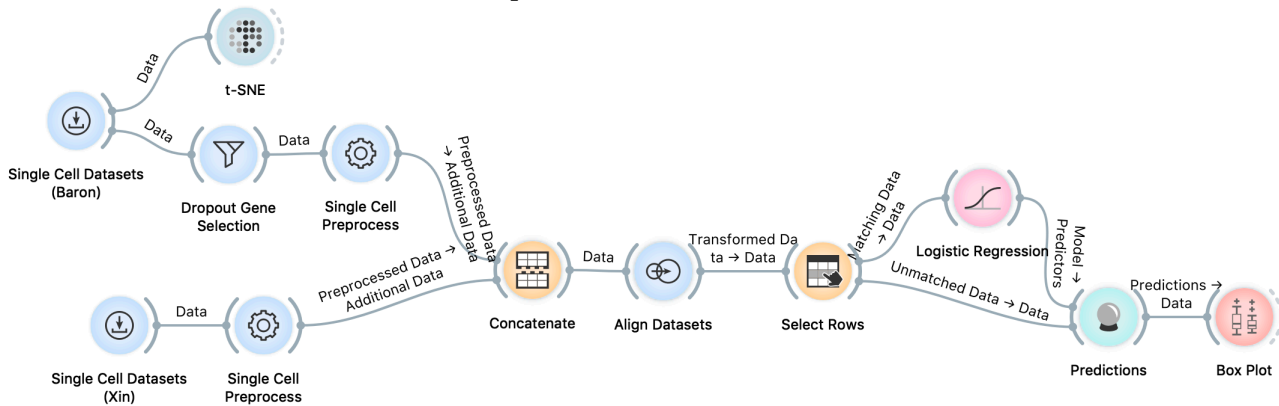 Data
t-SNE
Data
Single Cell Datasets
(Baron)
Dropout Gene
Selection
Data
Single Cell
Preprocess
Preprocessed Data
→ Additional Data
Data
Single Cell Datasets
(Xin)
Single Cell
Preprocess
Preprocessed Data →
Additional Data
Concatenate
Data
Align Datasets
Transformed Da
ta → Data
Select Rows
Matching Data
→ Data
Logistic Regression
Unmatched Data → Data
Model →
Predictors
Predictions
Predictions →
Data
Box Plot